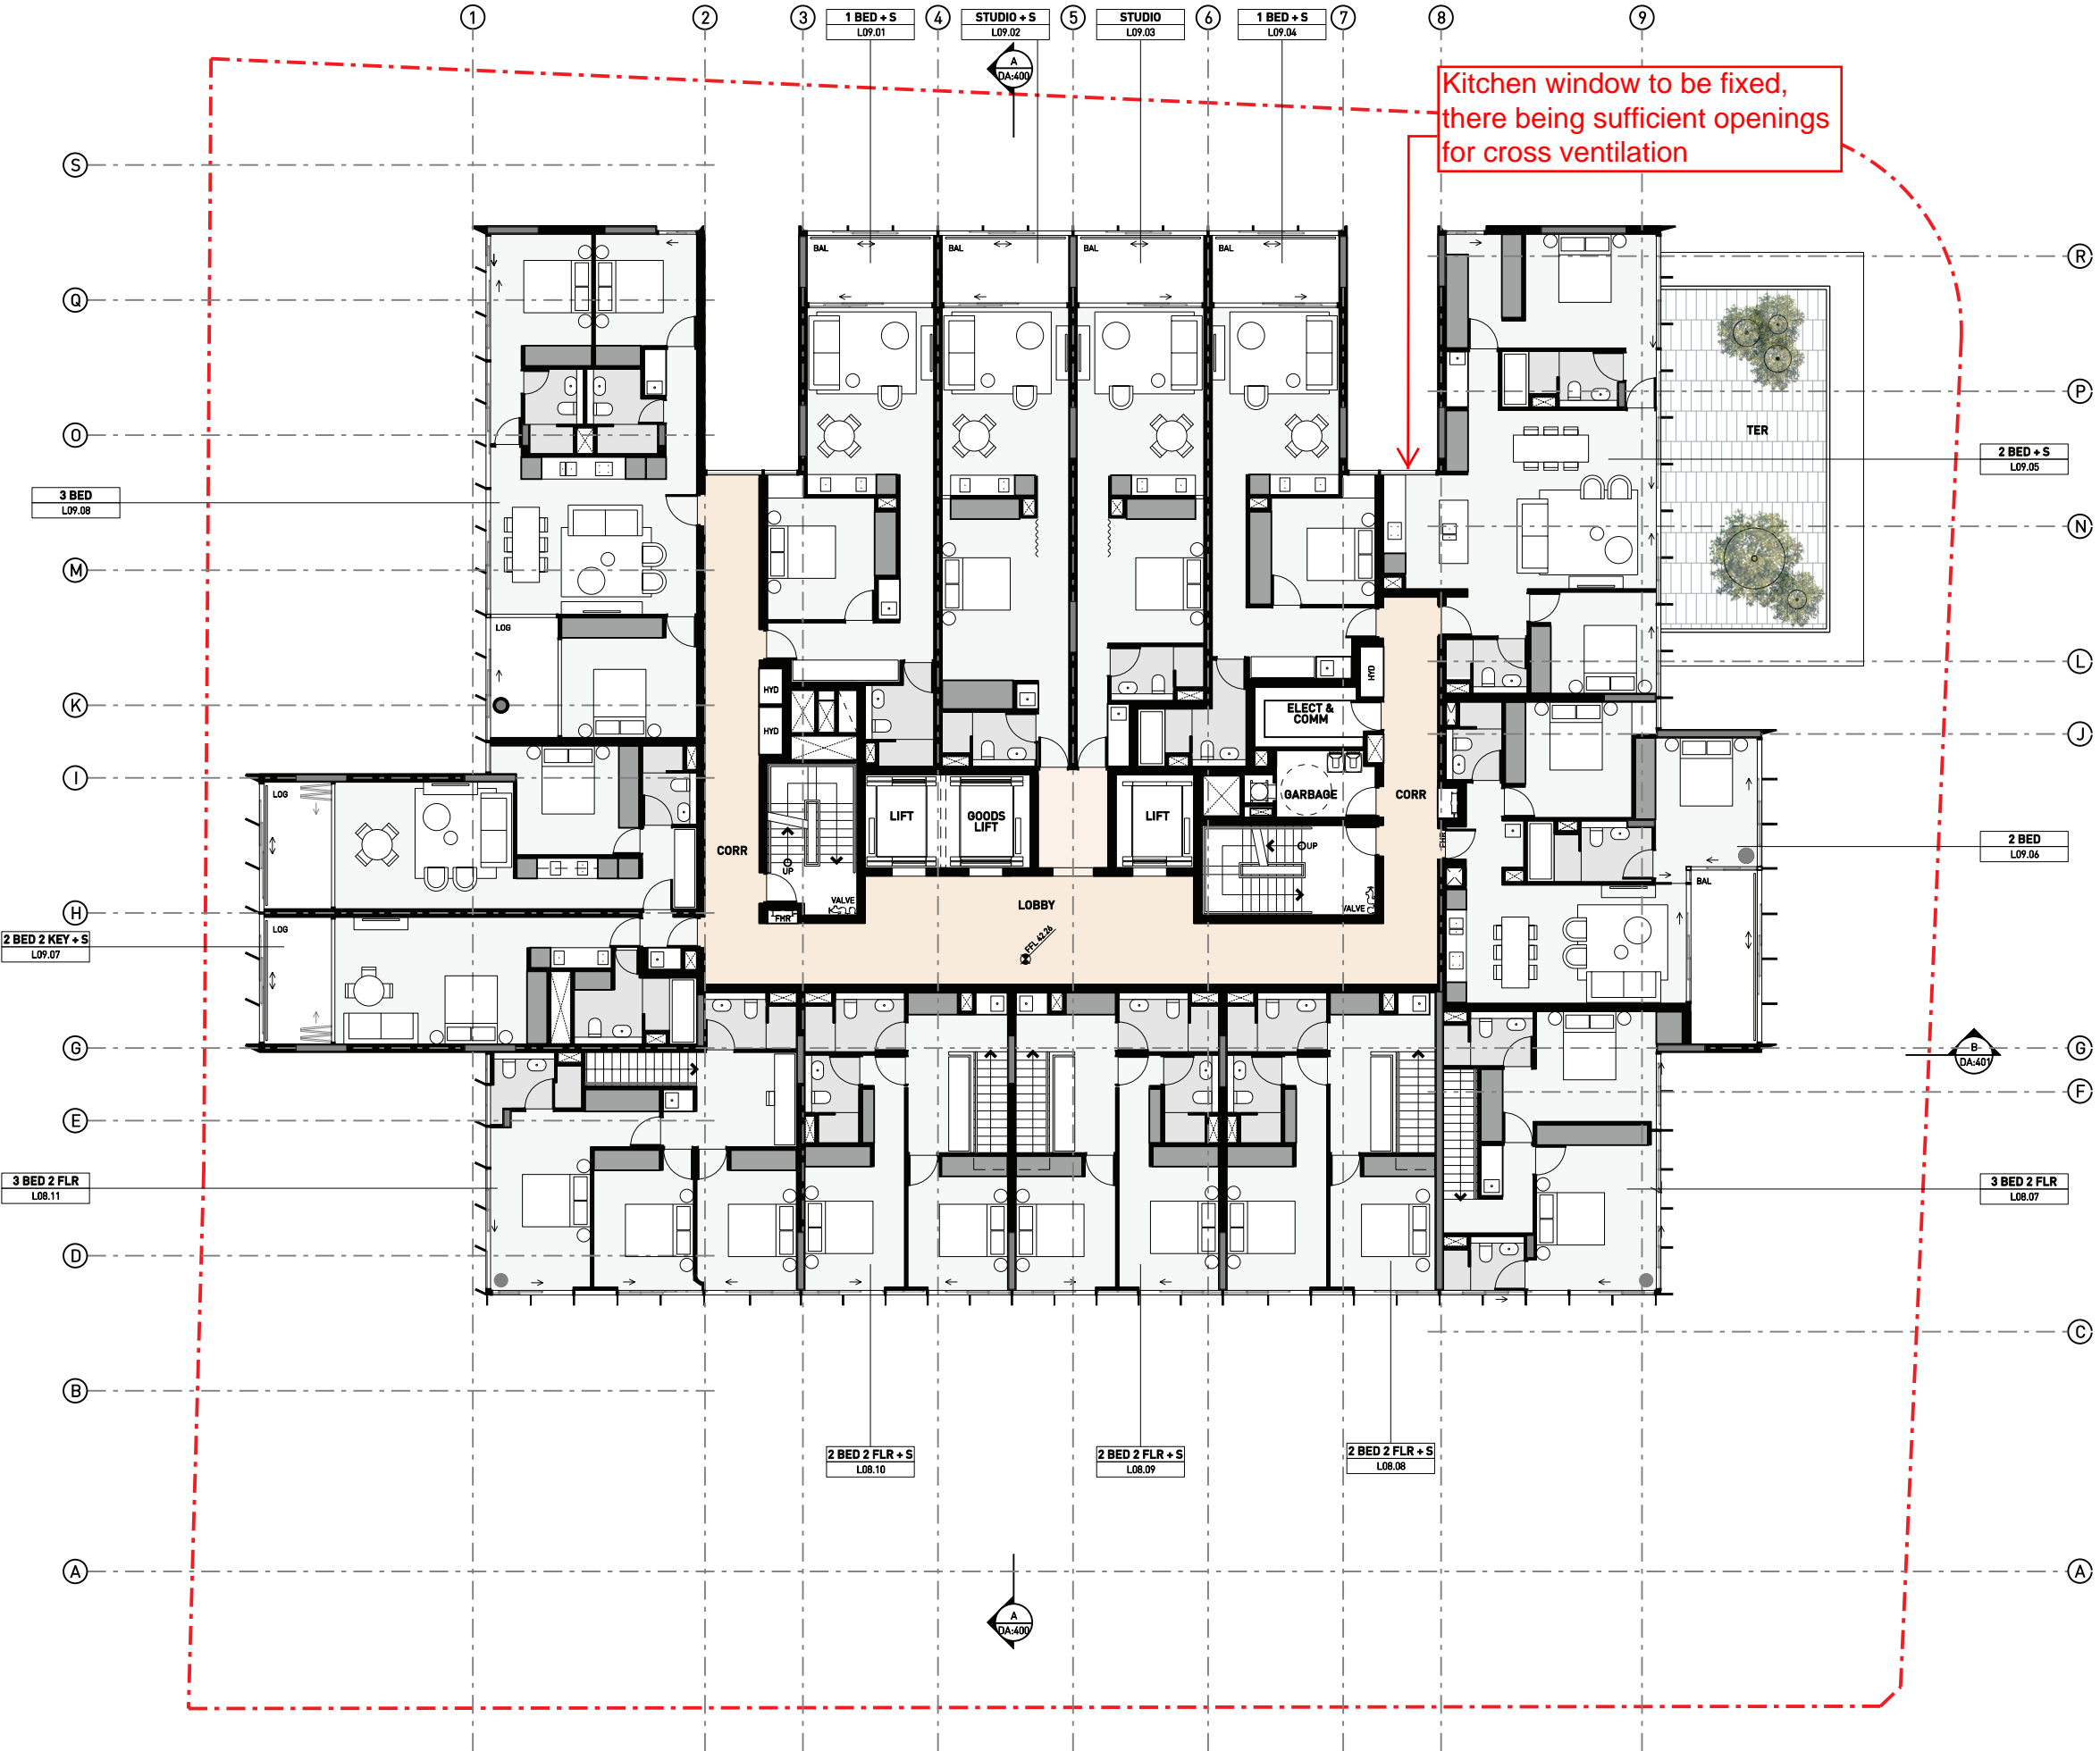 1
2
3
1 BED + S
L09.01
4
STUDIO + S
L09.02
5
STUDIO
L09.03
6
1 BED + S
L09.04
7
8
9
A
DA:400
Kitchen window to be fixed,
there being sufficient openings
for cross ventilation
S
BAL
BAL
BAL
BAL
R
Q
P
O
TER
2 BED + S
L09.05
3 BED
L09.08
N
M
LOG
L
HYD
HYD
HYD
K
ELECT &
COMM
J
I
LOG
LIFT
GOODS
LIFT
LIFT
GARBAGE
CORR
CORR
UP
UP
FHR
2 BED
L09.06
BAL
VALVE
VALVE
FHR
LOBBY
H
LOG
2 BED 2 KEY + S
L09.07
FFL 42.26
G
G
B
DA:401
F
E
3 BED 2 FLR
L08.11
3 BED 2 FLR
L08.07
D
C
B
2 BED 2 FLR + S
L08.10
2 BED 2 FLR + S
L08.09
2 BED 2 FLR + S
L08.08
A
A
A
DA:400